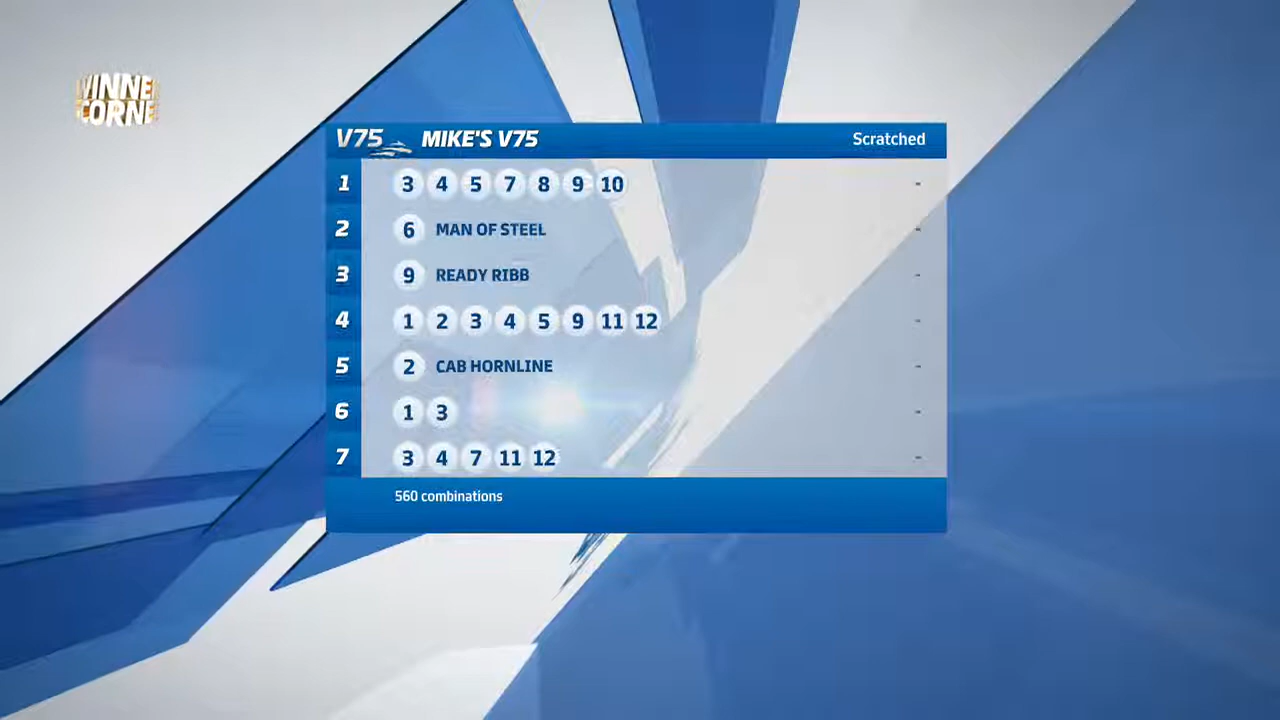 V75 MIKE'S V75 Scratched
1 3 4 5 7 8 9 10 -
2 6 MAN OF STEEL -
3 9 READY RIBB -
4 1 2 3 4 5 9 11 12 -
5 2 CAB HORNLINE -
6 1 3 -
7 3 4 7 11 12 -
560 combinations